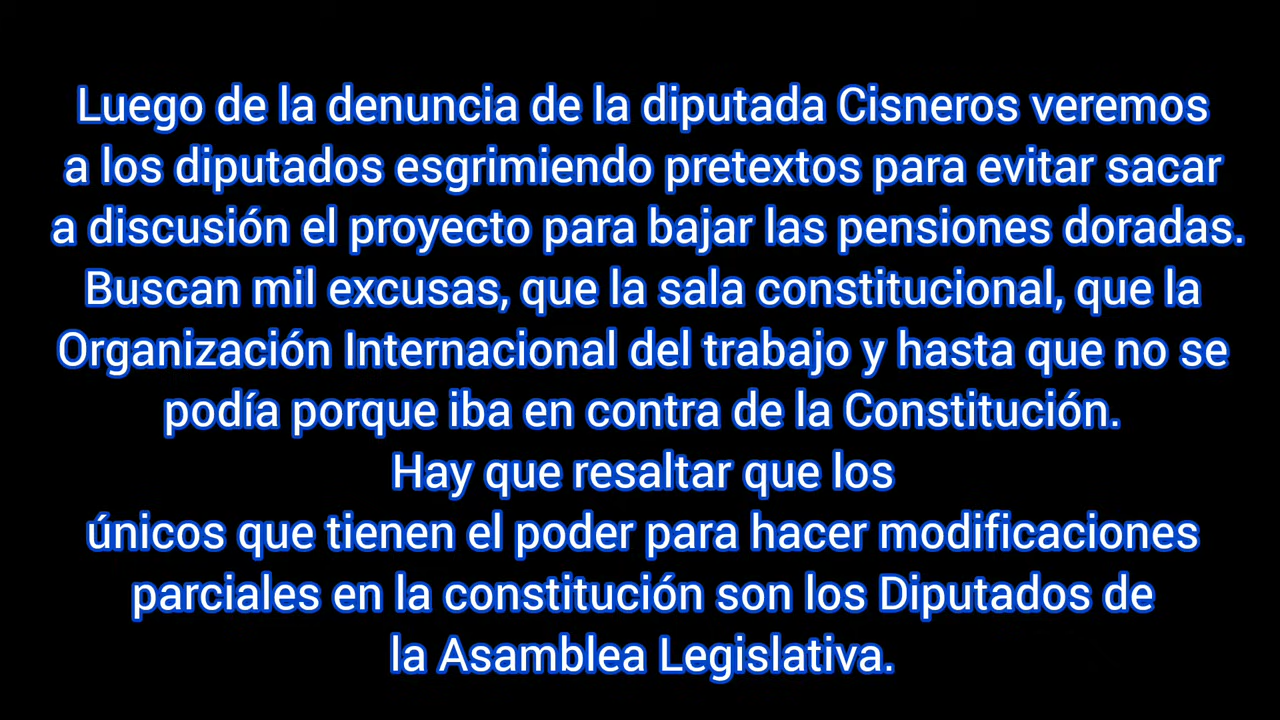 Luego de la denuncia de la diputada Cisneros veremos
a los diputados esgrimiendo pretextos para evitar sacar
a discusión el proyecto para bajar las pensiones doradas.
Buscan mil excusas, que la sala constitucional, que la
Organización Internacional del trabajo y hasta que no se
podía porque iba en contra de la Constitución.
Hay que resaltar que los
únicos que tienen el poder para hacer modificaciones
parciales en la constitución son los Diputados de
la Asamblea Legislativa.